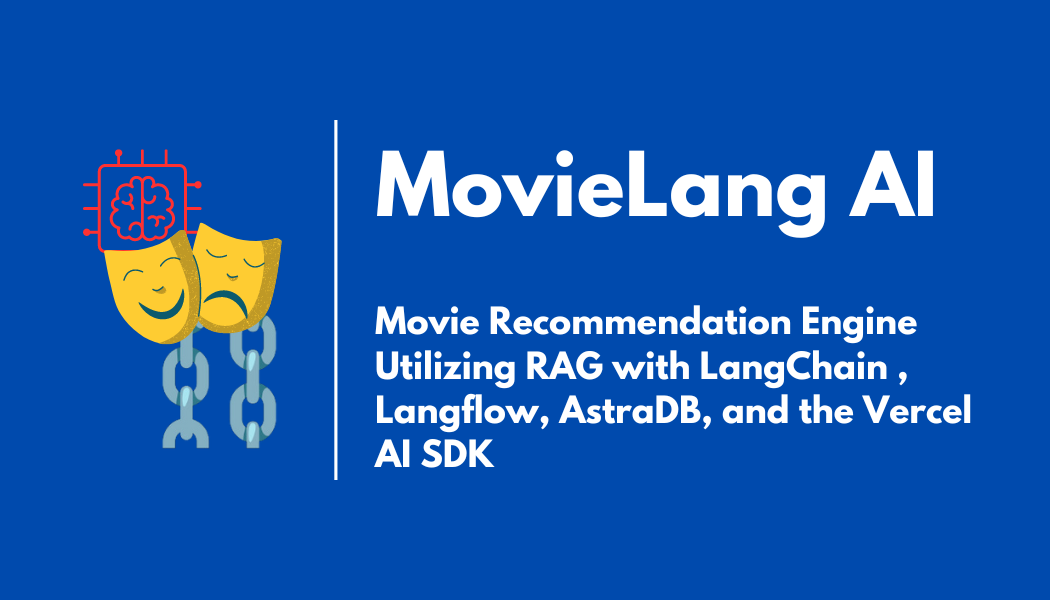 MovieLang AI
Movie Recommendation Engine
Utilizing RAG with LangChain ,
Langflow, AstraDB, and the Vercel
AI SDK